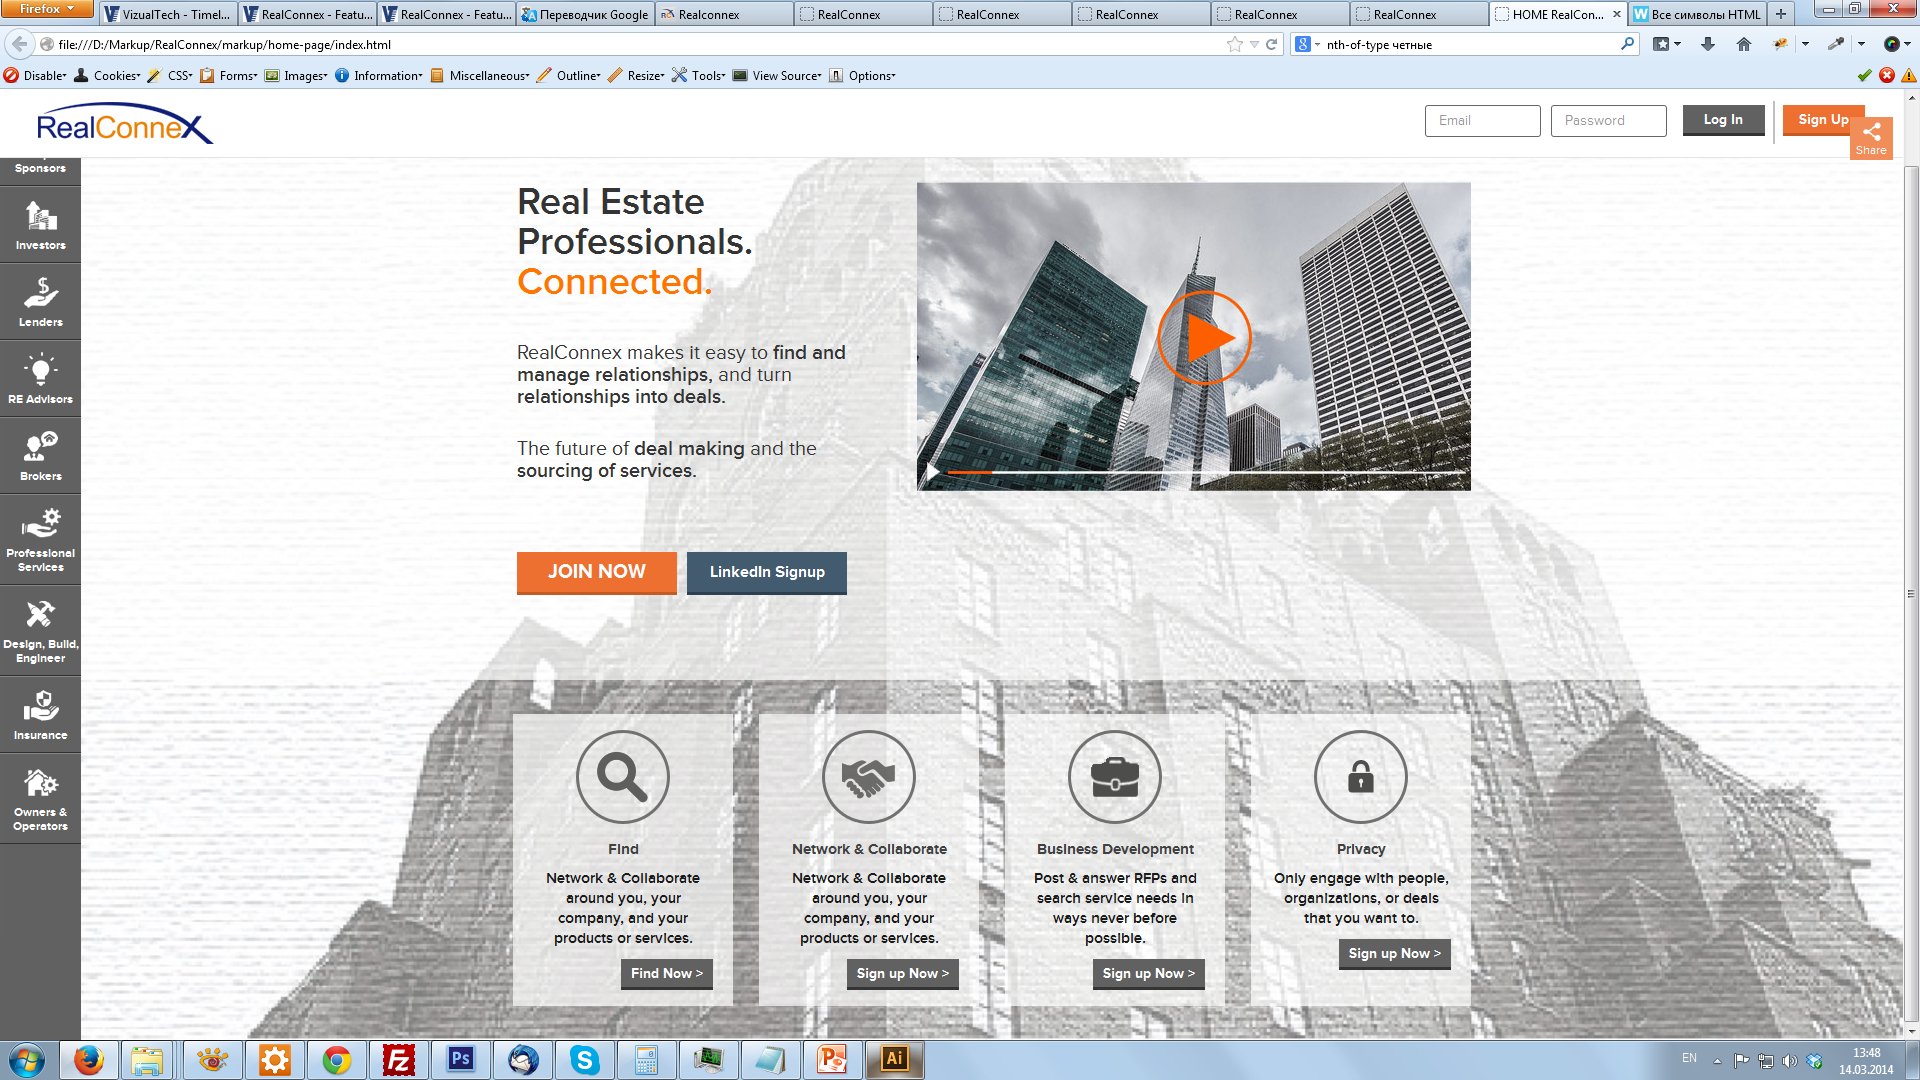 Firefox
VizualTech - Timel...
RealConnex - Featu...
RealConnex - Featu...
Переводчик Google
Realconnex
RealConnex
RealConnex
RealConnex
RealConnex
RealConnex
HOME RealCon...
Все символы HTML
file:///D:/Markup/RealConnex/markup/home-page/index.html
nth-of-type четные
Disable
Cookies
CSS
Forms
Images
Information
Miscellaneous
Outline
Resize
Tools
View Source
Options
RealConneX
Email
Password
Log In
Sign Up
Share
Sponsors
Investors
Lenders
RE Advisors
Brokers
Professional
Services
Design, Build,
Engineer
Insurance
Owners &
Operators
Real Estate
Professionals.
Connected.
RealConnex makes it easy to find and
manage relationships, and turn
relationships into deals.
The future of deal making and the
sourcing of services.
JOIN NOW
LinkedIn Signup
Find
Network & Collaborate
around you, your
company, and your
products or services.
Find Now >
Network & Collaborate
Network & Collaborate
around you, your
company, and your
products or services.
Sign up Now >
Business Development
Post & answer RFPs and
search service needs in
ways never before
possible.
Sign up Now >
Privacy
Only engage with people,
organizations, or deals
that you want to.
Sign up Now >
Fz
Ps
S
P
Ai
EN
13:48
14.03.2014